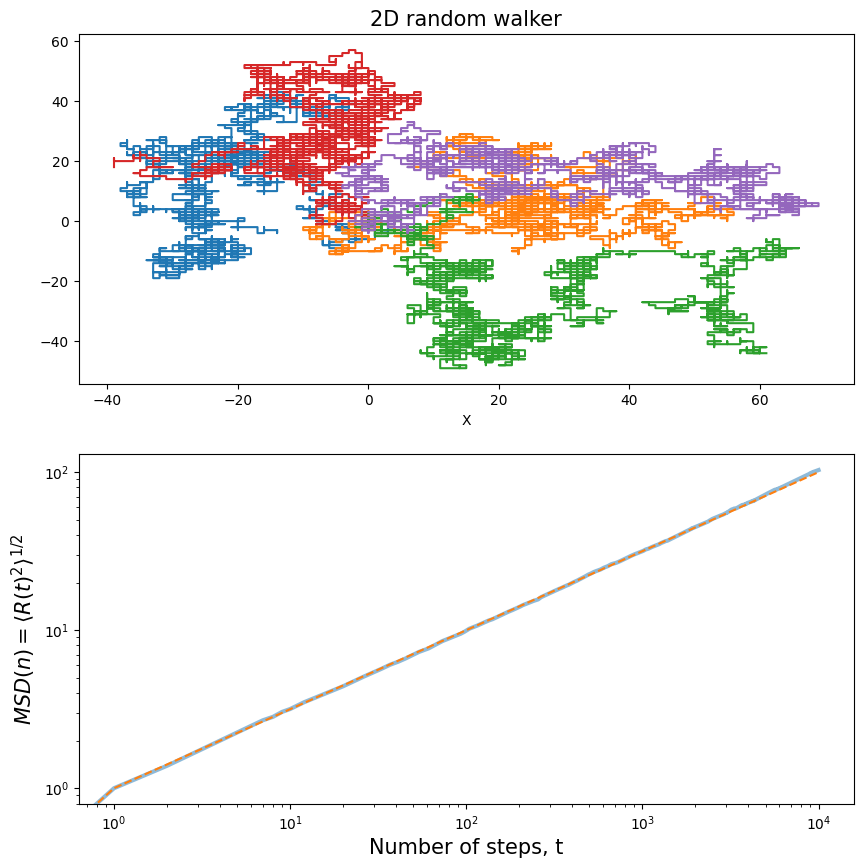 2D random walker
60
40
20
0
−20
−40
−40 −20 0 20 40 60
X
MSD(n) = ⟨R(t)²⟩^{1/2}
10²
10¹
10⁰
10⁰ 10¹ 10² 10³ 10⁴
Number of steps, t